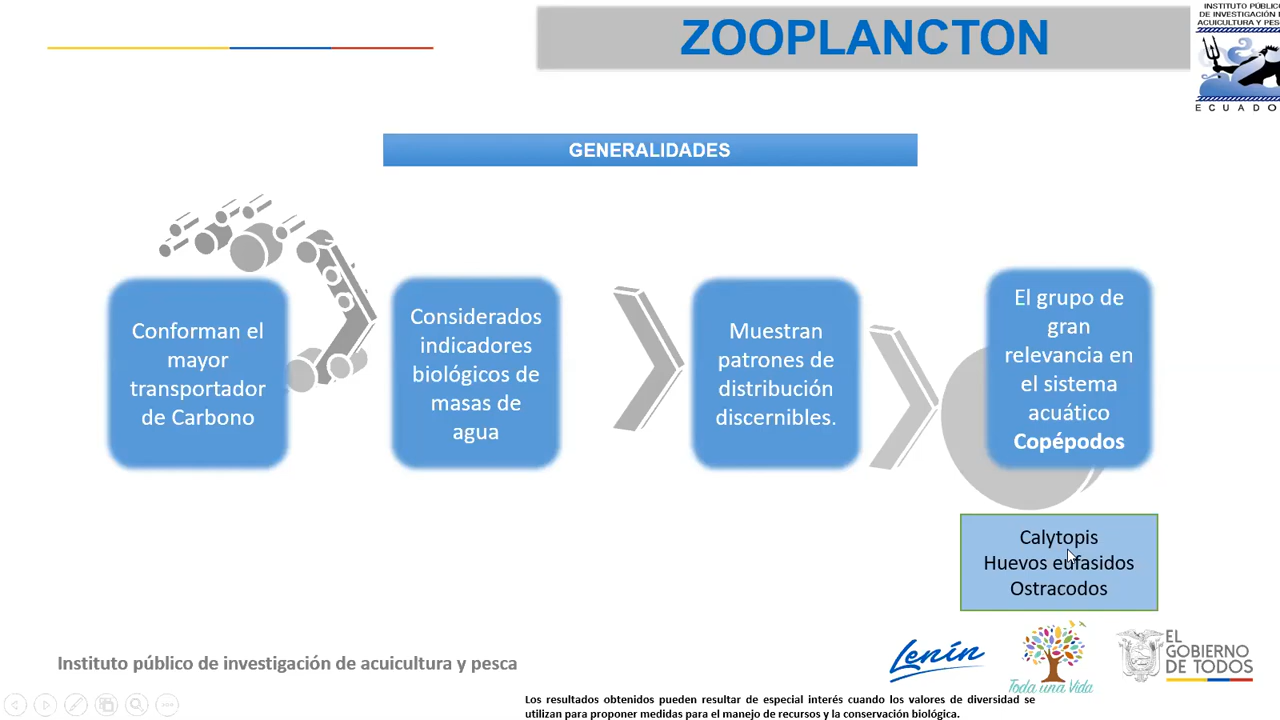 ZOOPLANCTON
INSTITUTO PÚBLICO
DE INVESTIGACIÓN
ACUICULTURA Y
ECUADO
GENERALIDADES
Conforman el
mayor
transportador
de Carbono
Considerados
indicadores
biológicos de
masas de
agua
Muestran
patrones de
distribución
discernibles.
El grupo de
gran
relevancia en
el sistema
acuático
Copépodos
Calytopis
Huevos eufasidos
Ostracodos
Instituto público de investigación de acuicultura y pesca
Lenín
Toda una Vida
EL
GOBIERNO
DE TODOS
Los resultados obtenidos pueden resultar de especial interés cuando los valores de diversidad se
utilizan para proponer medidas para el manejo de recursos y la conservación biológica.